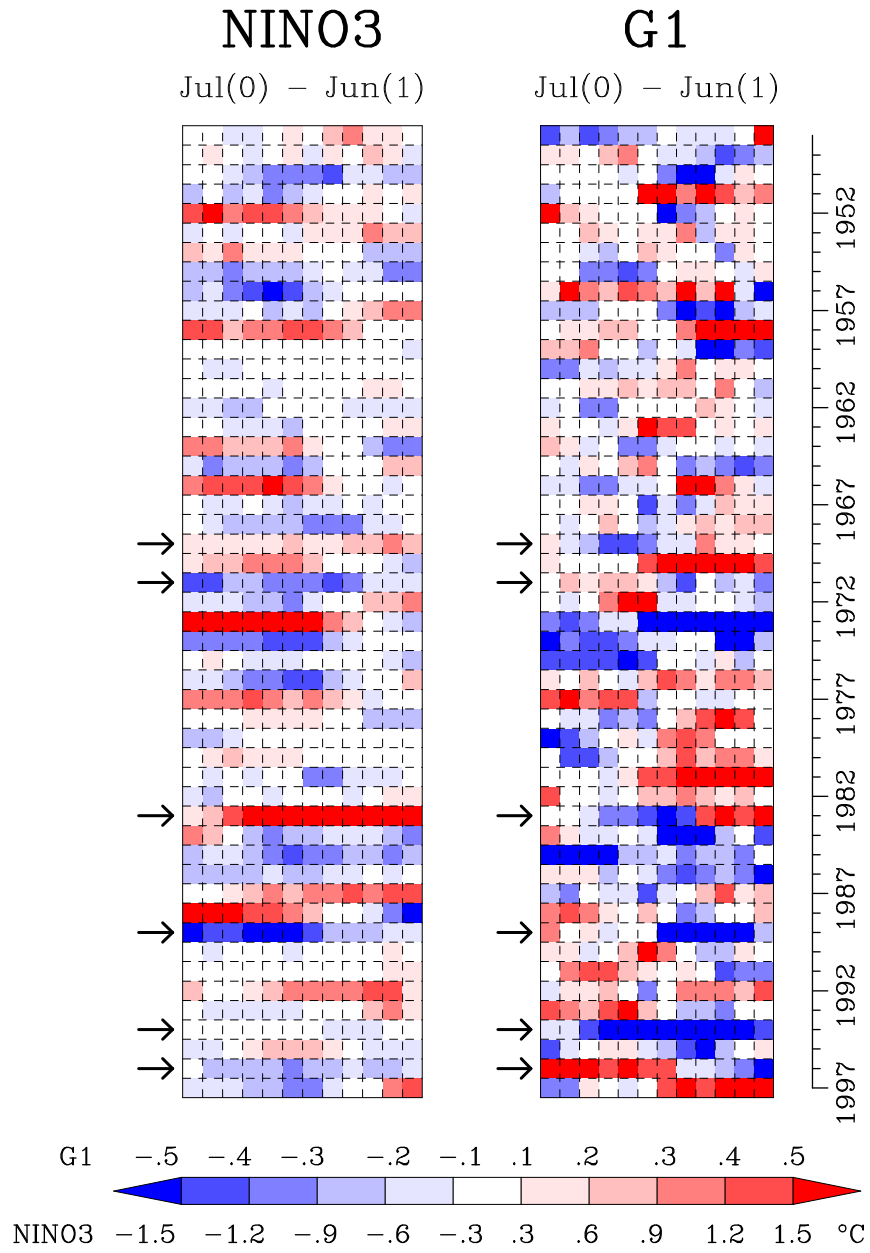 NINO3 G1
Jul(0) – Jun(1) Jul(0) – Jun(1)
1952
1957
1962
1967
1972
1977
1982
1987
1992
1997
G1 −.5 −.4 −.3 −.2 −.1 .1 .2 .3 .4 .5
NINO3 −1.5 −1.2 −.9 −.6 −.3 .3 .6 .9 1.2 1.5 °C